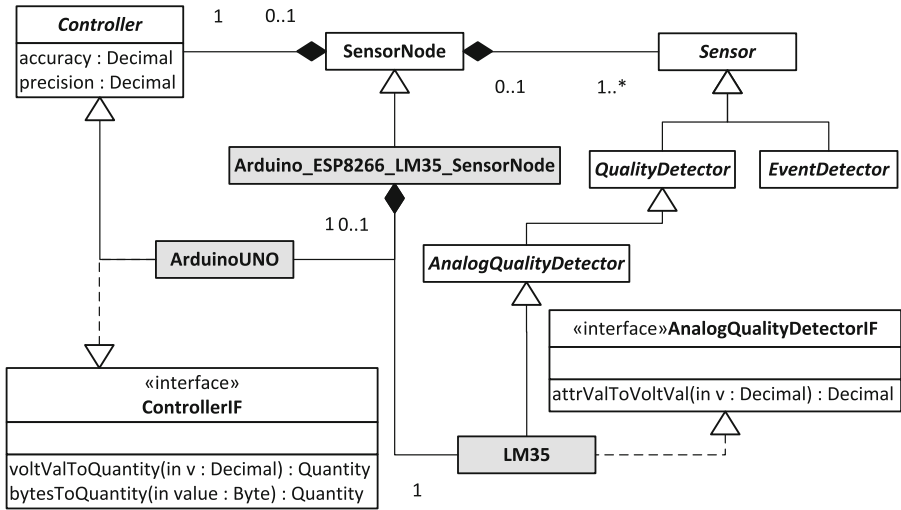 Controller
accuracy : Decimal
precision : Decimal
1
0..1
SensorNode
0..1
1..*
Sensor
Arduino_ESP8266_LM35_SensorNode
QualityDetector
EventDetector
1
0..1
ArduinoUNO
AnalogQualityDetector
«interface»
ControllerIF
voltValToQuantity(in v : Decimal) : Quantity
bytesToQuantity(in value : Byte) : Quantity
«interface»AnalogQualityDetectorIF
attrValToVoltVal(in v : Decimal) : Decimal
LM35
1